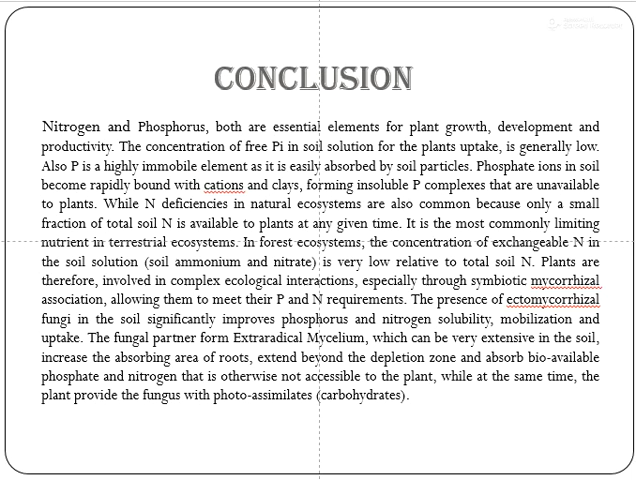 CONCLUSION
Nitrogen and Phosphorus, both are essential elements for plant growth, development and
productivity. The concentration of free Pi in soil solution for the plants uptake, is generally low.
Also P is a highly immobile element as it is easily absorbed by soil particles. Phosphate ions in soil
become rapidly bound with cations and clays, forming insoluble P complexes that are unavailable
to plants. While N deficiencies in natural ecosystems are also common because only a small
fraction of total soil N is available to plants at any given time. It is the most commonly limiting
nutrient in terrestrial ecosystems. In forest ecosystems, the concentration of exchangeable N in
the soil solution (soil ammonium and nitrate) is very low relative to total soil N. Plants are
therefore, involved in complex ecological interactions, especially through symbiotic mycorrhizal
association, allowing them to meet their P and N requirements. The presence of ectomycorrhizal
fungi in the soil significantly improves phosphorus and nitrogen solubility, mobilization and
uptake. The fungal partner form Extraradical Mycelium, which can be very extensive in the soil,
increase the absorbing area of roots, extend beyond the depletion zone and absorb bio-available
phosphate and nitrogen that is otherwise not accessible to the plant, while at the same time, the
plant provide the fungus with photo-assimilates (carbohydrates).